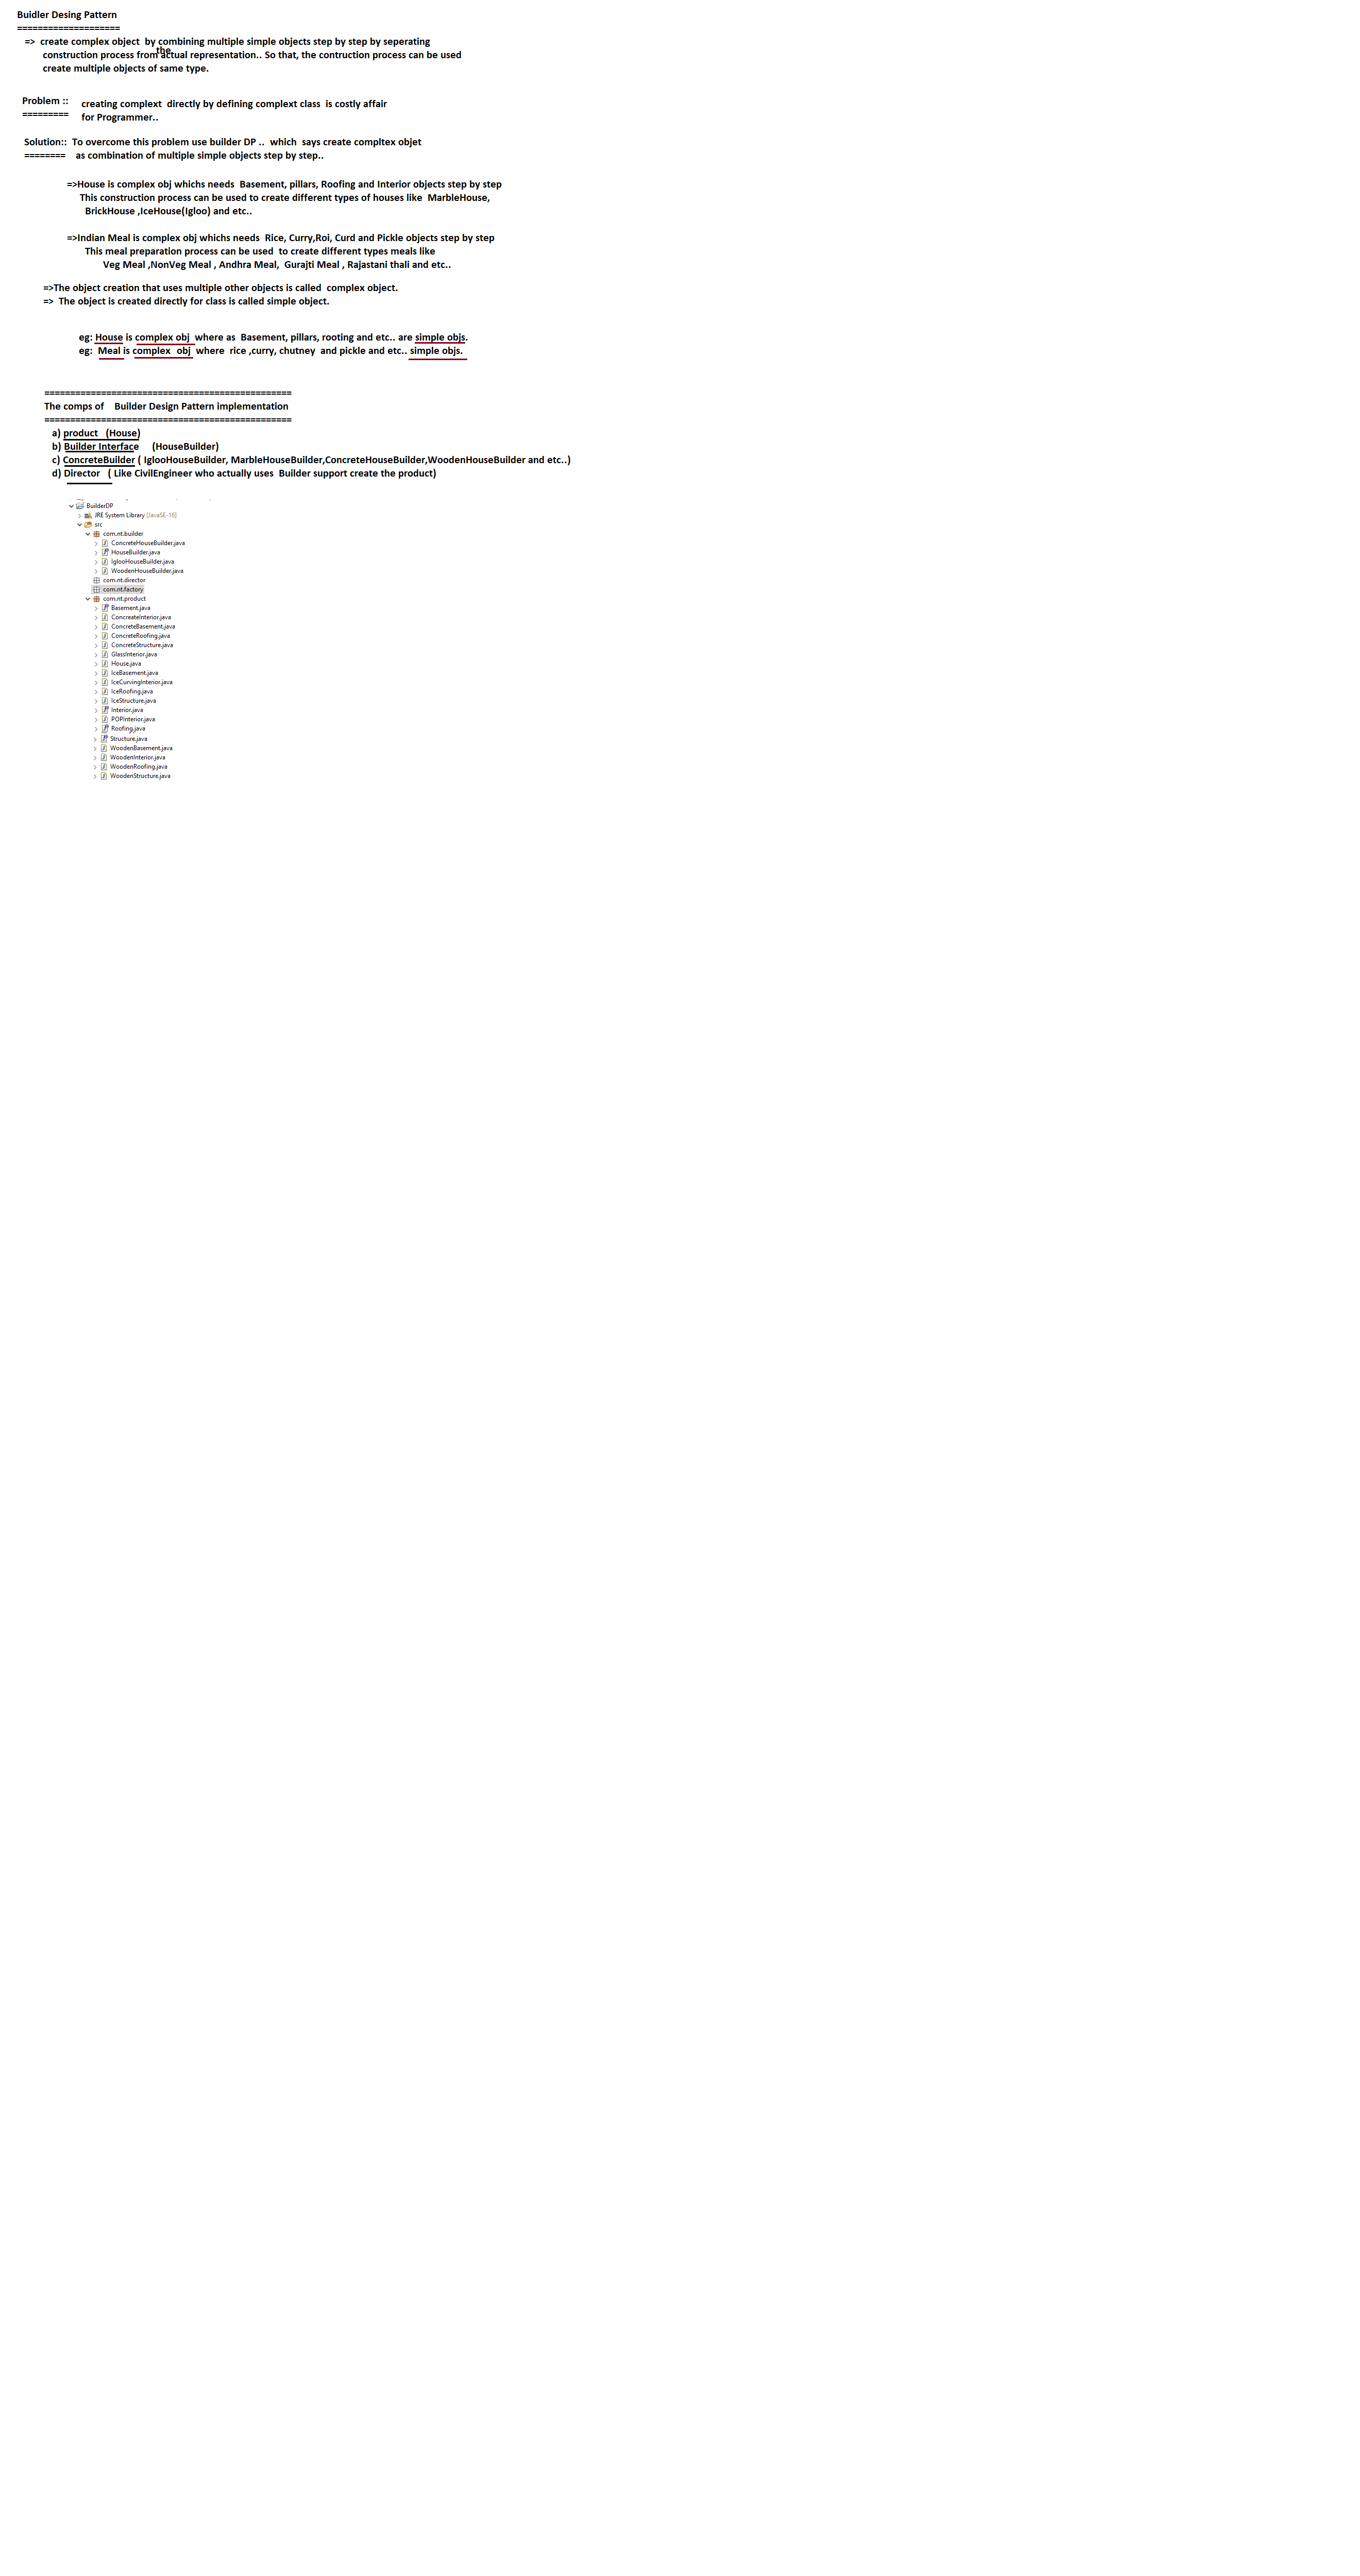 Buidler Desing Pattern
====================
=> create complex object by combining multiple simple objects step by step by seperating
the
construction process from actual representation.. So that, the contruction process can be used
create multiple objects of same type.
Problem :: creating complext directly by defining complext class is costly affair
========= for Programmer..
Solution:: To overcome this problem use builder DP .. which says create compltex objet
======== as combination of multiple simple objects step by step..
=>House is complex obj whichs needs Basement, pillars, Roofing and Interior objects step by step
This construction process can be used to create different types of houses like MarbleHouse,
BrickHouse ,IceHouse(Igloo) and etc..
=>Indian Meal is complex obj whichs needs Rice, Curry,Roi, Curd and Pickle objects step by step
This meal preparation process can be used to create different types meals like
Veg Meal ,NonVeg Meal , Andhra Meal, Gurajti Meal , Rajastani thali and etc..
=>The object creation that uses multiple other objects is called complex object.
=> The object is created directly for class is called simple object.
eg: House is complex obj where as Basement, pillars, rooting and etc.. are simple objs.
eg: Meal is complex obj where rice ,curry, chutney and pickle and etc.. simple objs.
================================================
The comps of Builder Design Pattern implementation
================================================
a) product (House)
b) Builder Interface (HouseBuilder)
c) ConcreteBuilder ( IglooHouseBuilder, MarbleHouseBuilder,ConcreteHouseBuilder,WoodenHouseBuilder and etc..)
d) Director ( Like CivilEngineer who actually uses Builder support create the product)
BuilderDP
JRE System Library [JavaSE-16]
src
com.nt.builder
ConcreteHouseBuilder.java
HouseBuilder.java
IglooHouseBuilder.java
WoodenHouseBuilder.java
com.nt.director
com.nt.factory
com.nt.product
Basement.java
ConcreateInterior.java
ConcreteBasement.java
ConcreteRoofing.java
ConcreteStructure.java
GlassInterior.java
House.java
IceBasement.java
IceCurvingInterior.java
IceRoofing.java
IceStructure.java
Interior.java
POPInterior.java
Roofing.java
Structure.java
WoodenBasement.java
WoodenInterior.java
WoodenRoofing.java
WoodenStructure.java